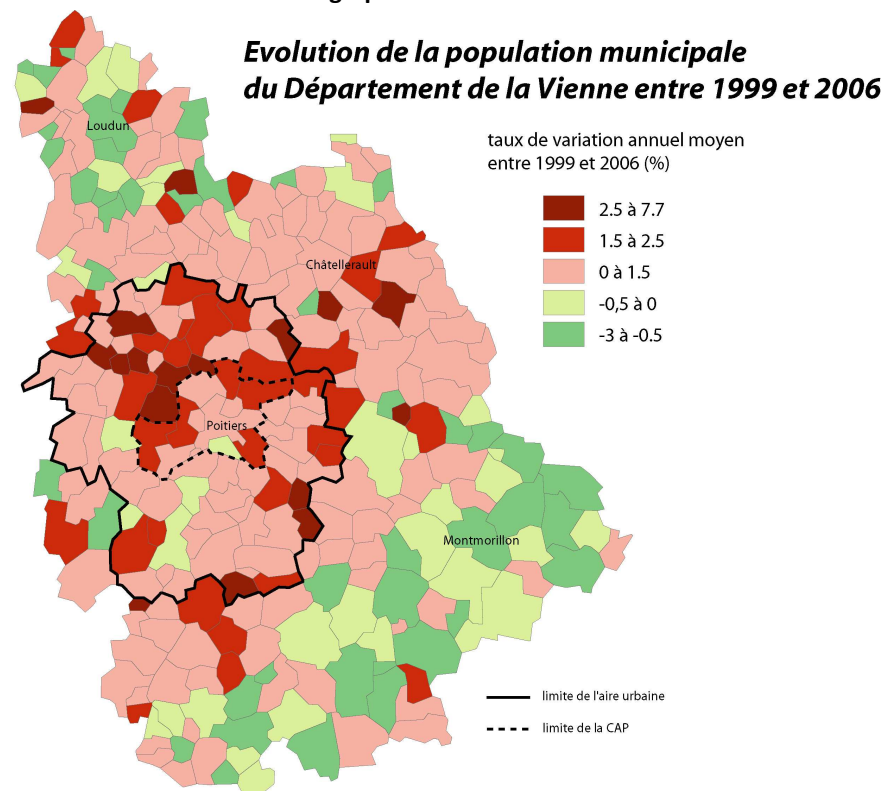 Evolution de la population municipale
du Département de la Vienne entre 1999 et 2006
taux de variation annuel moyen
entre 1999 et 2006 (%)
2.5 à 7.7
1.5 à 2.5
0 à 1.5
-0,5 à 0
-3 à -0.5
Loudun
Châtellerault
Poitiers
Montmorillon
limite de l'aire urbaine
limite de la CAP